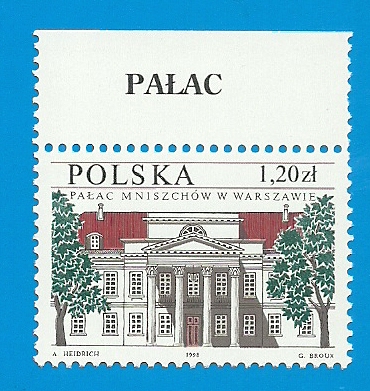 PAŁAC
POLSKA 1,20zł
PAŁAC MNISZCHÓW W WARSZAWIE
A. HEIDRICH 1998 G. BROUX